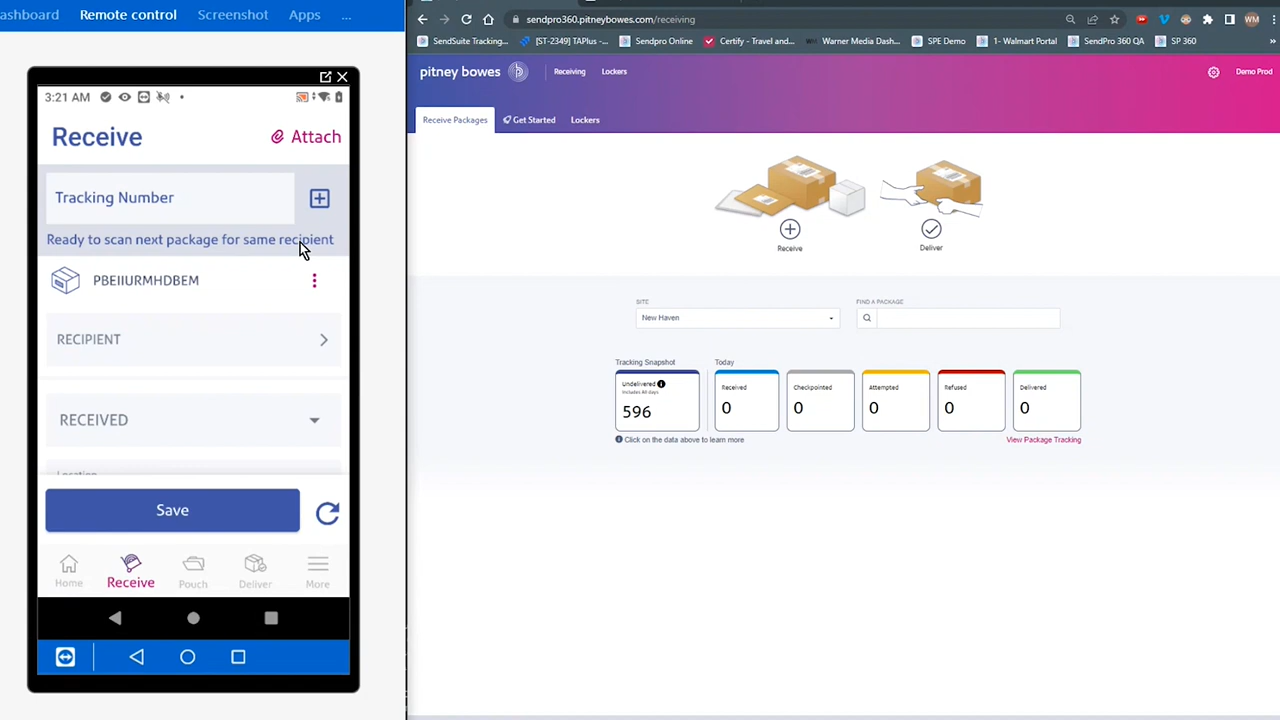 ashboard Remote control Screenshot Apps ...
3:21 AM
Receive
Attach
Tracking Number
Ready to scan next package for same recipient
PBEIIURMHDBEM
RECIPIENT
RECEIVED
Location
Save
Home Receive Pouch Deliver More
sendpro360.pitneybowes.com/receiving
WM
SendSuite Tracking... [ST-2349] TAPlus -... Sendpro Online Certify - Travel and... Warner Media Dash... SPE Demo 1- Walmart Portal SendPro 360 QA SP 360 »
pitney bowes Receiving Lockers Demo Prod
Receive Packages Get Started Lockers
Receive Deliver
SITE FIND A PACKAGE
New Haven
Tracking Snapshot Today
Undelivered Received Checkpointed Attempted Refused Delivered
Includes All days
596 0 0 0 0 0
Click on the data above to learn more View Package Tracking